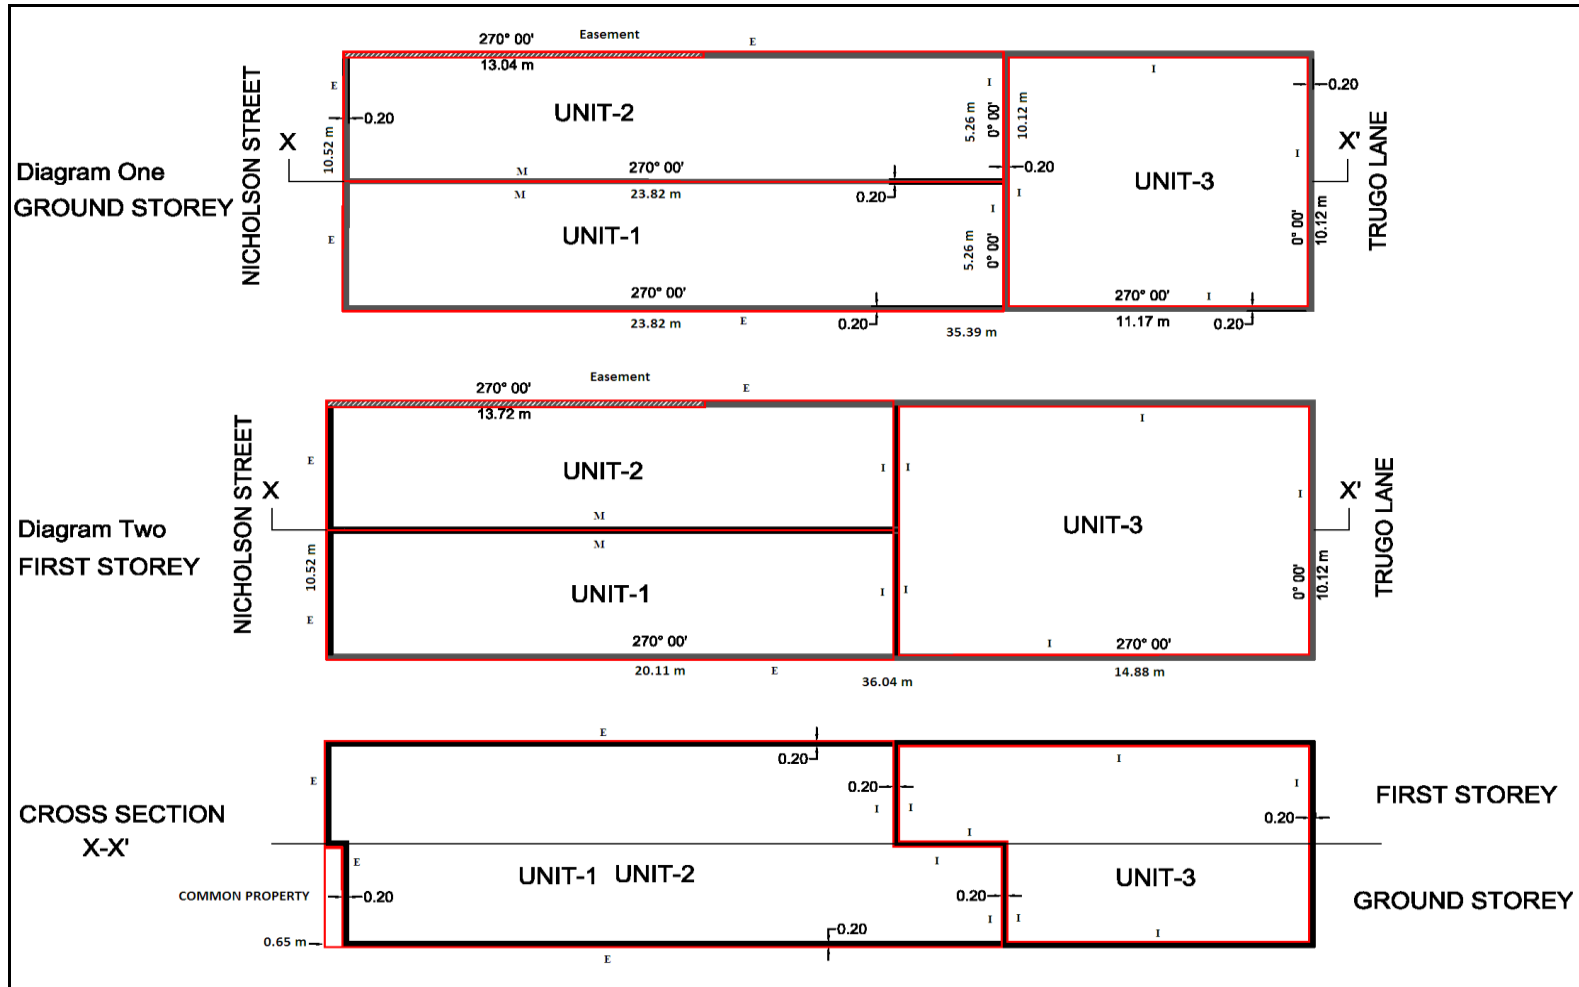 270° 00'
Easement
E
13.04 m
I
E
I
0.20
NICHOLSON STREET
0.20
UNIT-2
5.26 m
0° 00'
10.12 m
10.52 m
X
X'
TRUGO LANE
Diagram One
GROUND STOREY
M
270° 00'
0.20
I
UNIT-3
M
23.82 m
0.20
I
I
E
UNIT-1
5.26 m
0° 00'
0° 00'
10.12 m
270° 00'
270° 00'
I
23.82 m
E
0.20
35.39 m
11.17 m
0.20
270° 00'
Easement
E
13.72 m
I
NICHOLSON STREET
E
UNIT-2
I
I
X
I
X'
TRUGO LANE
Diagram Two
FIRST STOREY
M
M
UNIT-3
10.52 m
UNIT-1
I
I
0° 00'
10.12 m
E
270° 00'
I
270° 00'
20.11 m
E
36.04 m
14.88 m
E
0.20
I
E
0.20
I
I
I
FIRST STOREY
CROSS SECTION
X-X'
0.20
I
E
I
UNIT-1
UNIT-2
UNIT-3
COMMON PROPERTY
0.20
0.20
GROUND STOREY
I
I
0.65 m
0.20
I
E